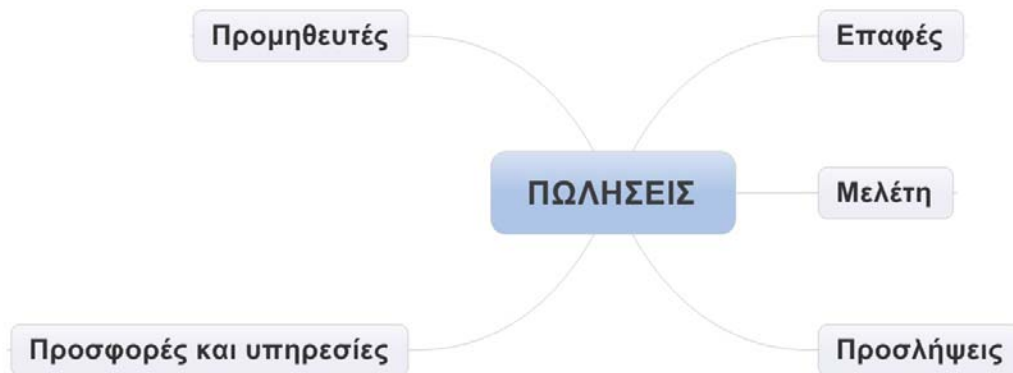 Προμηθευτές
Επαφές
ΠΩΛΗΣΕΙΣ
Μελέτη
Προσφορές και υπηρεσίες
Προσλήψεις